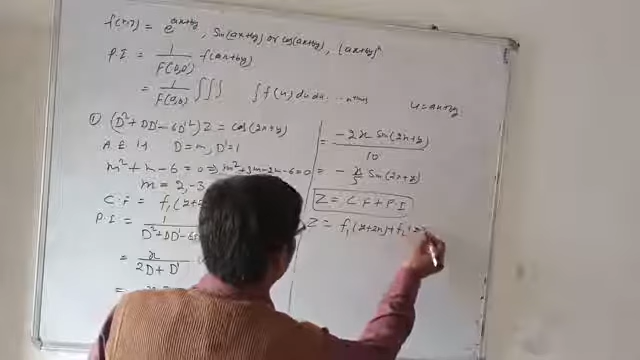 f(x,y) = e^{ax+by}, Sin(ax+by) or cos(ax+by), (ax+by)^n
P.I = 1/F(D,D') f(ax+by)
= 1/F(a,b) ∫∫∫ ∫f(u) du du... n times u = ax+by
① (D²+DD'-6D'²)Z = cos(2x+y)
A.E is D=m, D'=1
m²+m-6=0 ⇒ m²+3m-2m-6=0
m = 2,-3
C.F = f₁(
P.I = 1/D²+DD'-6D
= x/2D+D'
=
= -2x Sin(2x+y)/10
= -x/5 Sin(2x+y)
Z = C.F + P.I
Z = f₁(y+2x)+f₂(